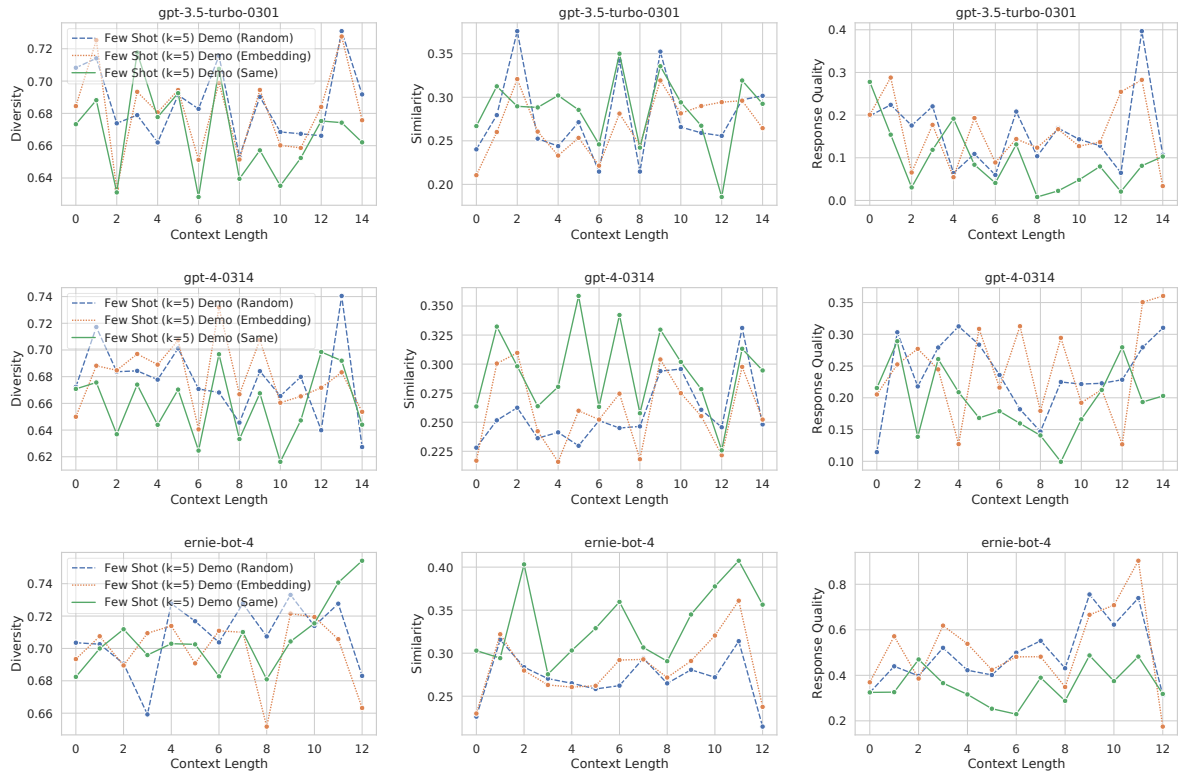 gpt-3.5-turbo-0301
0.72
0.70
0.68
0.66
0.64
Diversity
Few Shot (k=5) Demo (Random)
Few Shot (k=5) Demo (Embedding)
Few Shot (k=5) Demo (Same)
0 2 4 6 8 10 12 14
Context Length
gpt-3.5-turbo-0301
0.35
0.30
0.25
0.20
Similarity
0 2 4 6 8 10 12 14
Context Length
gpt-3.5-turbo-0301
0.4
0.3
0.2
0.1
0.0
Response Quality
0 2 4 6 8 10 12 14
Context Length
gpt-4-0314
0.74
0.72
0.70
0.68
0.66
0.64
0.62
Diversity
Few Shot (k=5) Demo (Random)
Few Shot (k=5) Demo (Embedding)
Few Shot (k=5) Demo (Same)
0 2 4 6 8 10 12 14
Context Length
gpt-4-0314
0.350
0.325
0.300
0.275
0.250
0.225
Similarity
0 2 4 6 8 10 12 14
Context Length
gpt-4-0314
0.35
0.30
0.25
0.20
0.15
0.10
Response Quality
0 2 4 6 8 10 12 14
Context Length
ernie-bot-4
0.74
0.72
0.70
0.68
0.66
Diversity
Few Shot (k=5) Demo (Random)
Few Shot (k=5) Demo (Embedding)
Few Shot (k=5) Demo (Same)
0 2 4 6 8 10 12
Context Length
ernie-bot-4
0.40
0.35
0.30
0.25
Similarity
0 2 4 6 8 10 12
Context Length
ernie-bot-4
0.8
0.6
0.4
0.2
Response Quality
0 2 4 6 8 10 12
Context Length